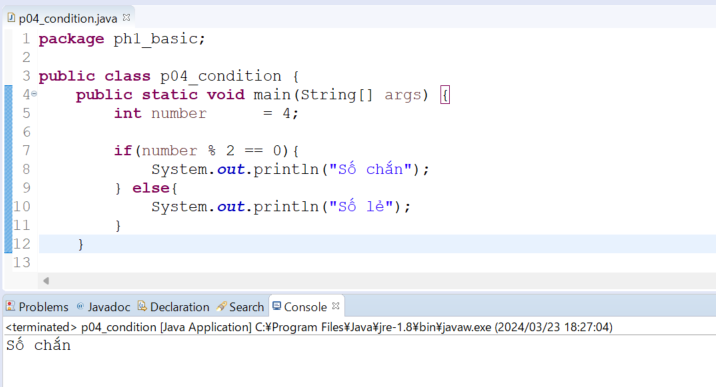 p04_condition.java
1 package ph1_basic;
2
3 public class p04_condition {
4 public static void main(String[] args) {
5 int number = 4;
6
7 if(number % 2 == 0){
8 System.out.println("Số chẵn");
9 } else{
10 System.out.println("Số lẻ");
11 }
12 }
13
Problems @ Javadoc Declaration Search Console
<terminated> p04_condition [Java Application] C:¥Program Files¥Java¥jre-1.8¥bin¥javaw.exe (2024/03/23 18:27:04)
Số chẵn